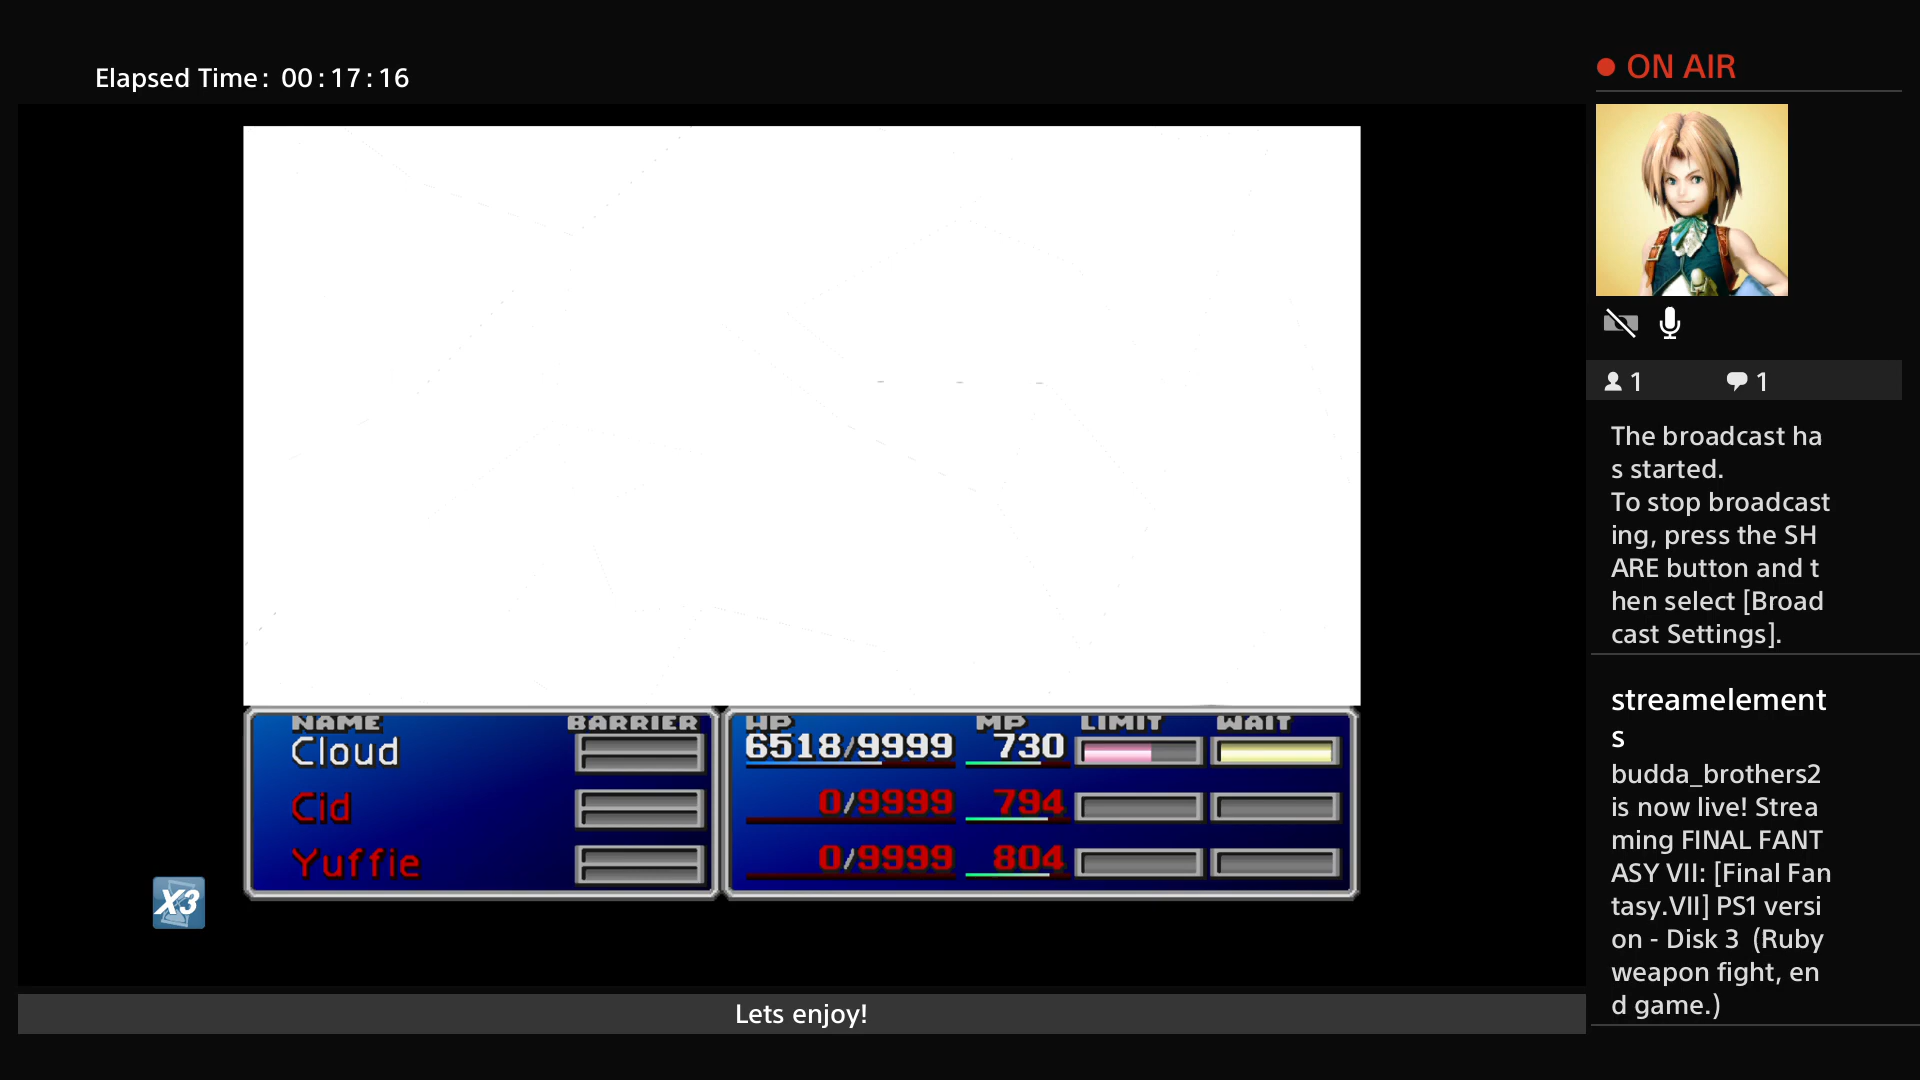 Elapsed Time: 00:17:16
ON AIR
1 1
The broadcast ha
s started.
To stop broadcast
ing, press the SH
ARE button and t
hen select [Broad
cast Settings].
streamelement
s
budda_brothers2
is now live! Strea
ming FINAL FANT
ASY VII: [Final Fan
tasy.VII] PS1 versi
on - Disk 3 (Ruby
weapon fight, en
d game.)
NAME BARRIER HP MP LIMIT WAIT
Cloud 6518/9999 730
Cid 0/9999 794
Yuffie 0/9999 804
X3
Lets enjoy!